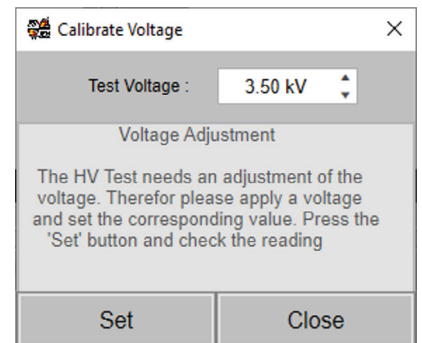 Calibrate Voltage
Test Voltage : 3.50 kV
Voltage Adjustment
The HV Test needs an adjustment of the
voltage. Therefor please apply a voltage
and set the corresponding value. Press the
'Set' button and check the reading
Set Close